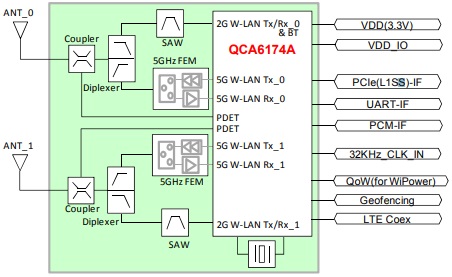 ANT_0
Coupler
Diplexer
SAW
5GHz FEM
2G W-LAN Tx/Rx_0
& BT
QCA6174A
5G W-LAN Tx_0
5G W-LAN Rx_0
PDET
PDET
5G W-LAN Tx_1
5G W-LAN Rx_1
2G W-LAN Tx/Rx_1
ANT_1
Coupler
Diplexer
5GHz FEM
SAW
VDD(3.3V)
VDD_IO
PCIe(L1SS)-IF
UART-IF
PCM-IF
32KHz_CLK_IN
QoW(for WiPower)
Geofencing
LTE Coex